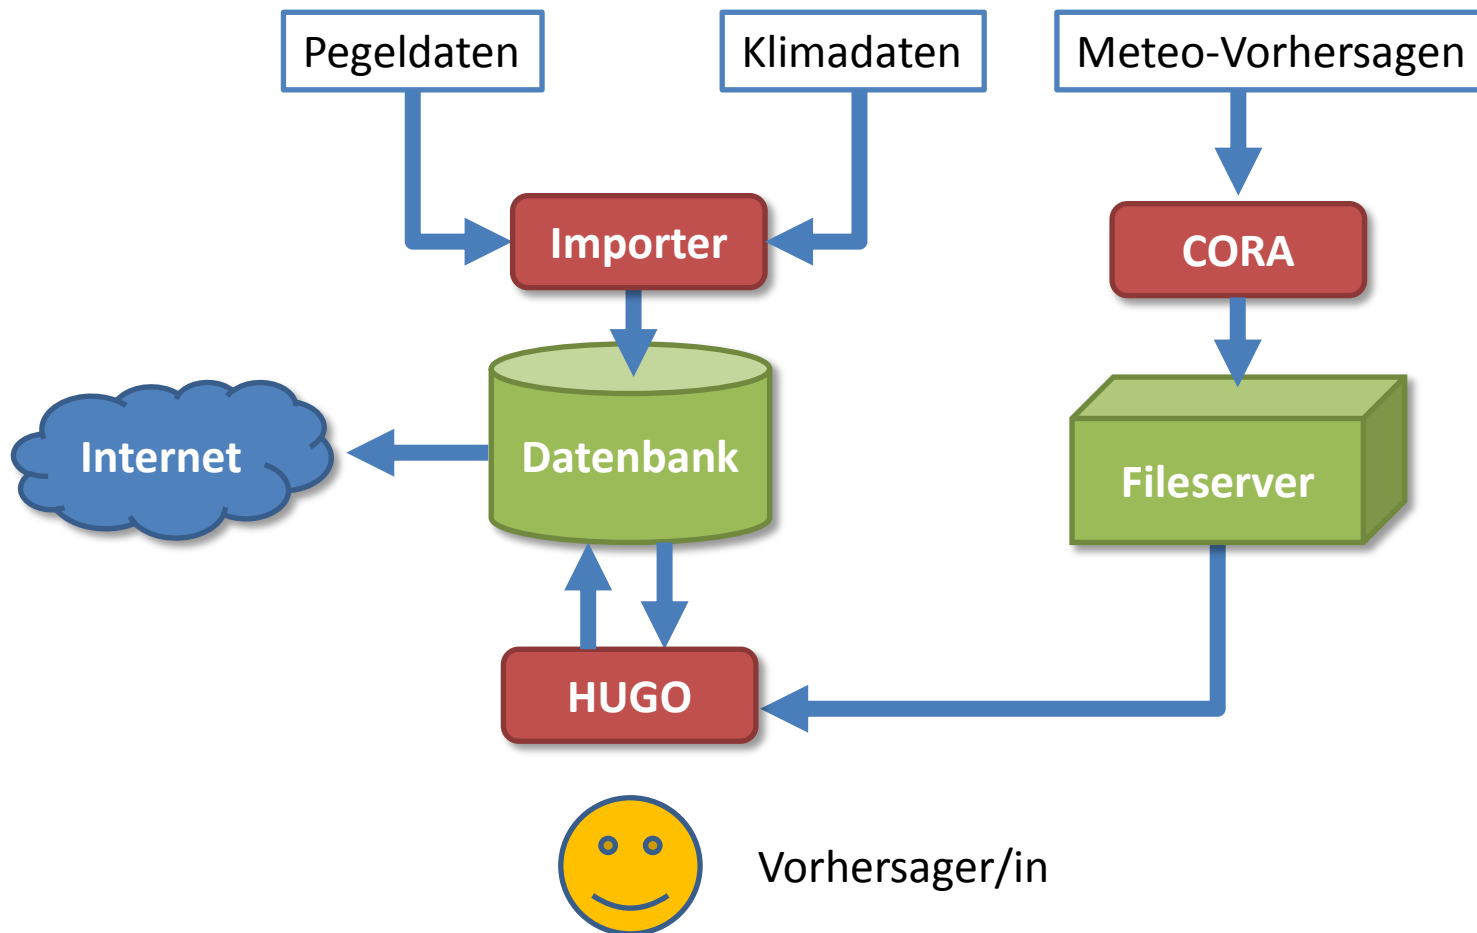 Pegeldaten
Klimadaten
Meteo-Vorhersagen
Importer
CORA
Internet
Datenbank
Fileserver
HUGO
Vorhersager/in